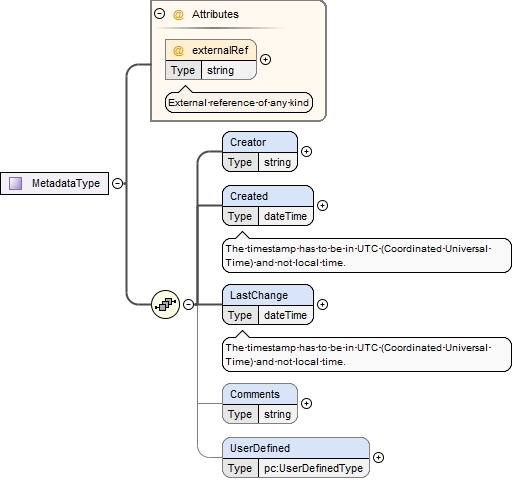 @ Attributes
@ externalRef
Type string
External reference of any kind
Creator
Type string
MetadataType
Created
Type dateTime
The timestamp has to be in UTC (Coordinated Universal
Time) and not local time.
LastChange
Type dateTime
The timestamp has to be in UTC (Coordinated Universal
Time) and not local time.
Comments
Type string
UserDefined
Type pc:UserDefinedType